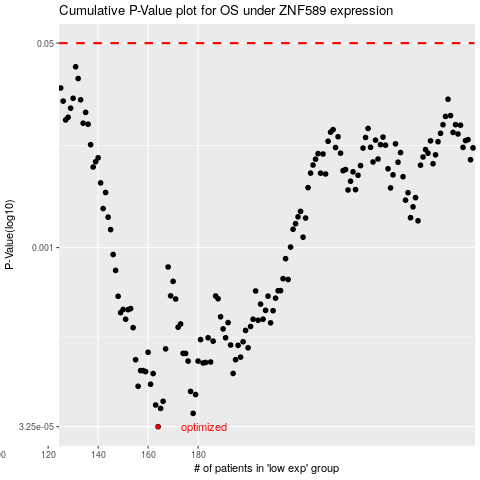 Cumulative P-Value plot for OS under ZNF589 expression
P-Value(log10)
0.05
0.001
3.25e-05
optimized
00 120 140 160 180
# of patients in 'low exp' group